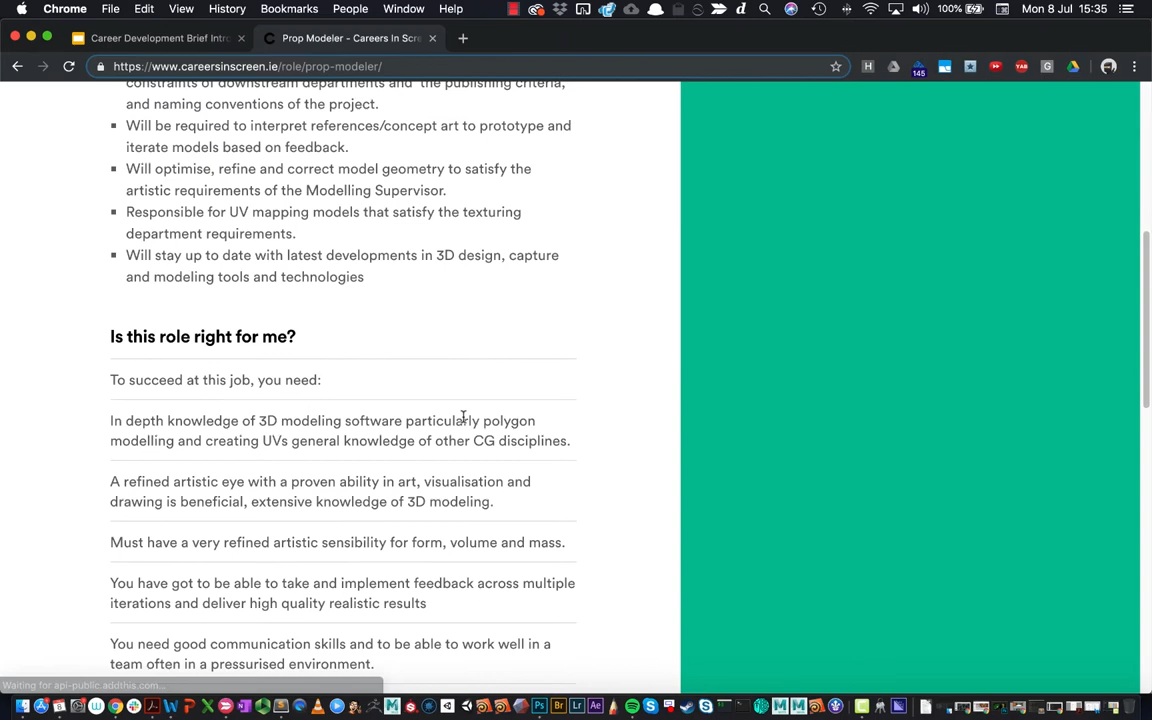 Chrome File Edit View History Bookmarks People Window Help 100% Mon 8 Jul 15:35
Career Development Brief Intro Prop Modeler - Careers In Scre
https://www.careersinscreen.ie/role/prop-modeler/
145
constraints of downstream departments and the publishing criteria,
and naming conventions of the project.
Will be required to interpret references/concept art to prototype and
iterate models based on feedback.
Will optimise, refine and correct model geometry to satisfy the
artistic requirements of the Modelling Supervisor.
Responsible for UV mapping models that satisfy the texturing
department requirements.
Will stay up to date with latest developments in 3D design, capture
and modeling tools and technologies
Is this role right for me?
To succeed at this job, you need:
In depth knowledge of 3D modeling software particularly polygon
modelling and creating UVs general knowledge of other CG disciplines.
A refined artistic eye with a proven ability in art, visualisation and
drawing is beneficial, extensive knowledge of 3D modeling.
Must have a very refined artistic sensibility for form, volume and mass.
You have got to be able to take and implement feedback across multiple
iterations and deliver high quality realistic results
You need good communication skills and to be able to work well in a
team often in a pressurised environment.
Waiting for api-public.addthis.com...